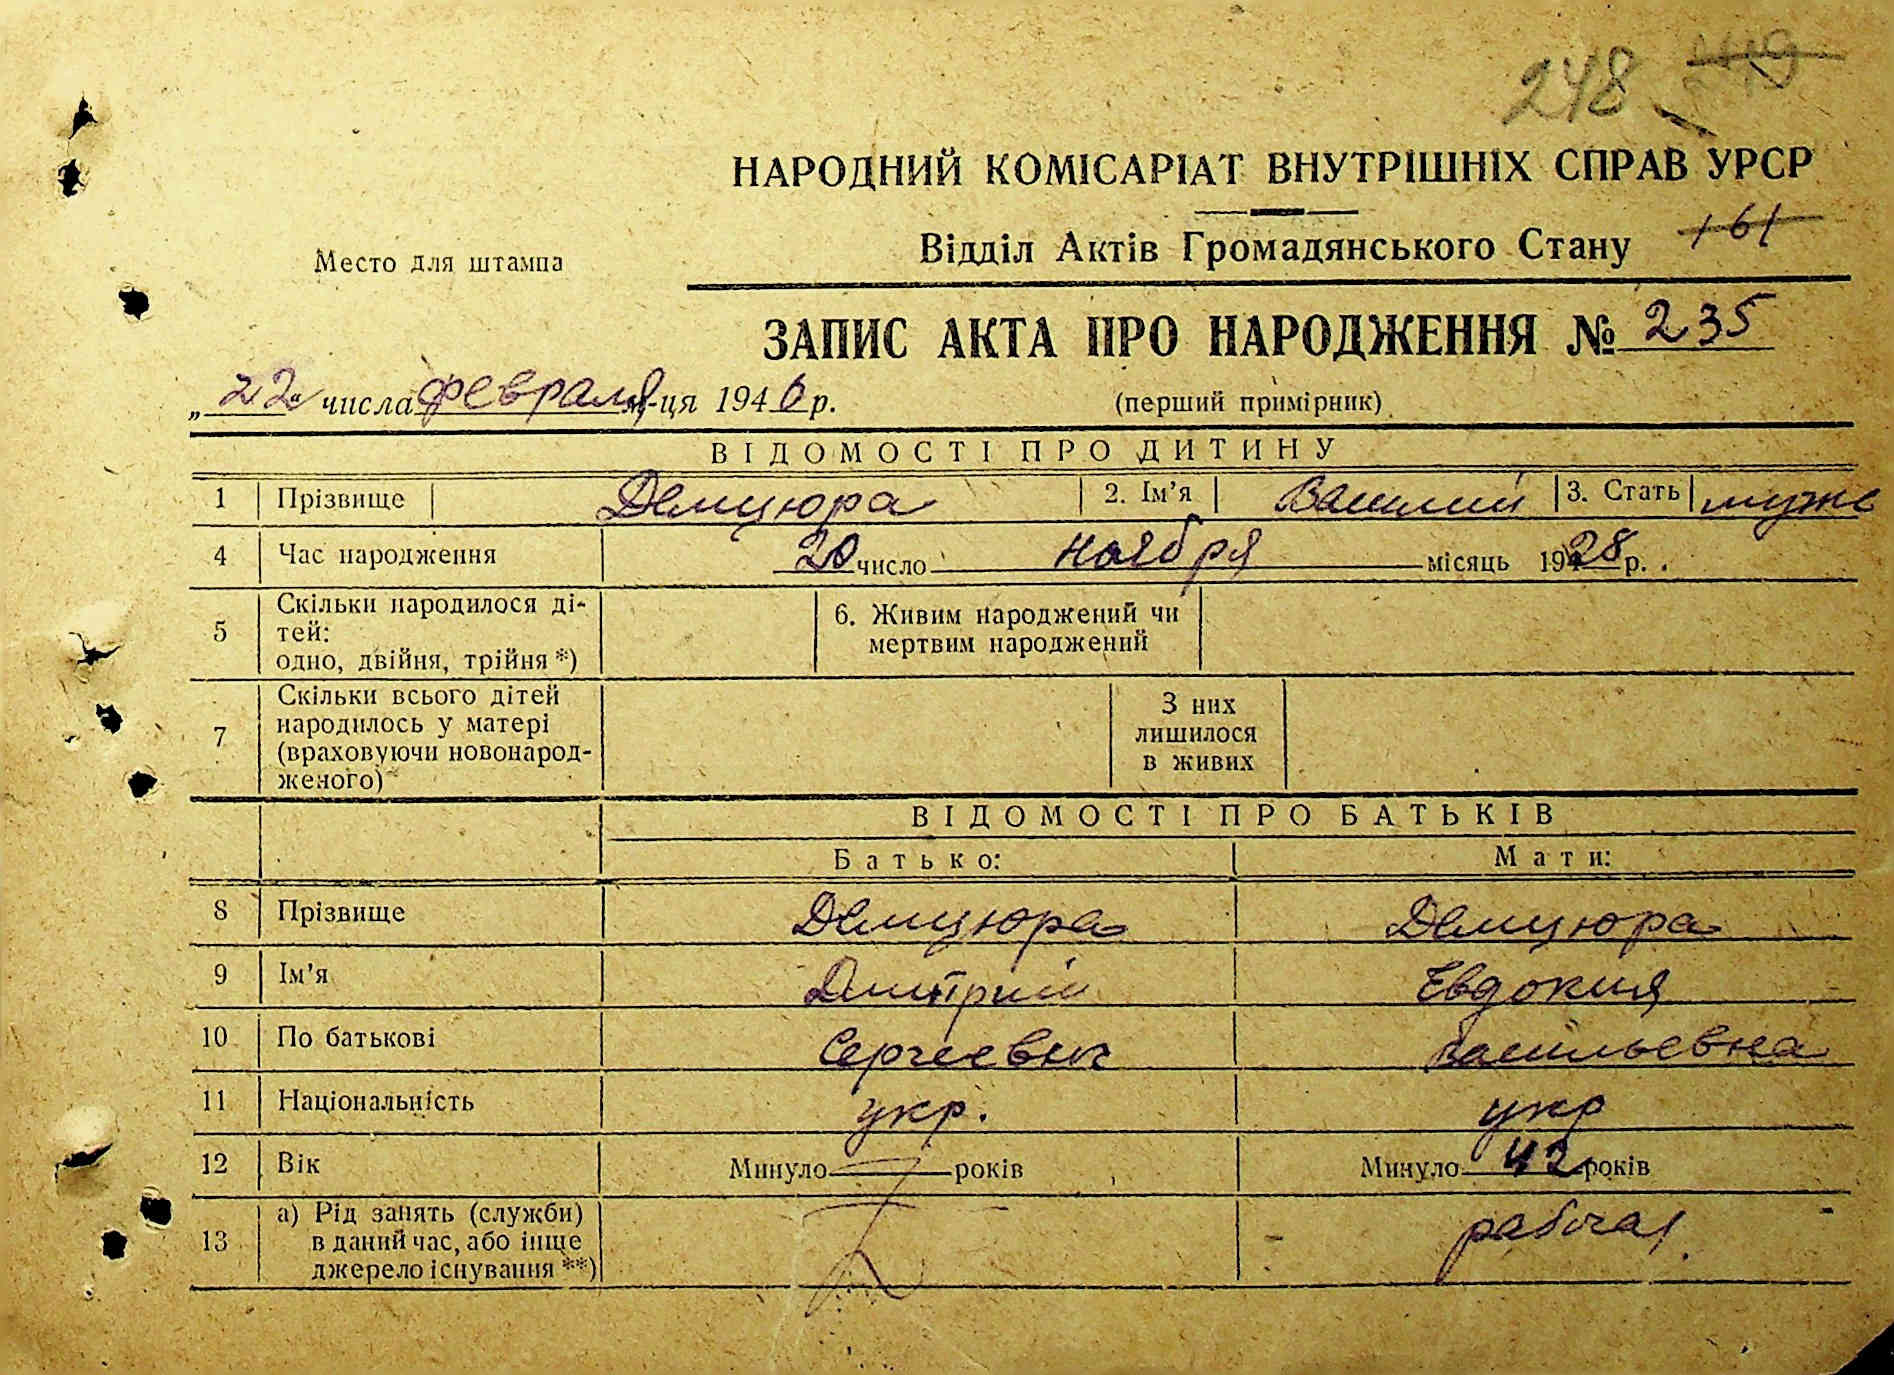 248
НАРОДНИЙ КОМІСАРІАТ ВНУТРІШНІХ СПРАВ УРСР
Место для штампа
Відділ Актів Громадянського Стану 161
ЗАПИС АКТА ПРО НАРОДЖЕННЯ № 235
„22“ числа февраля м-ця 1946 р.
(перший примірник)
ВІДОМОСТІ ПРО ДИТИНУ
1 Прізвище Демцюра 2. Ім’я Василий 3. Стать мужс
4 Час народження 20 число ноября місяць 1928 р.
5 Скільки народилося ді-
тей:
одно, двійня, трійня *)
6. Живим народжений чи
мертвим народжений
7 Скільки всього дітей
народилось у матері
(враховуючи новонарод-
женого)
З них
лишилося
в живих
ВІДОМОСТІ ПРО БАТЬКІВ
Батько: Мати:
8 Прізвище Демцюра Демцюра
9 Ім’я Дмитрий Евдокия
10 По батькові Сергеевич Васильевна
11 Національність укр. укр
12 Вік Минуло років Минуло 42 років
13 а) Рід занять (служби)
в даний час, або інше
джерело існування **)
рабочая